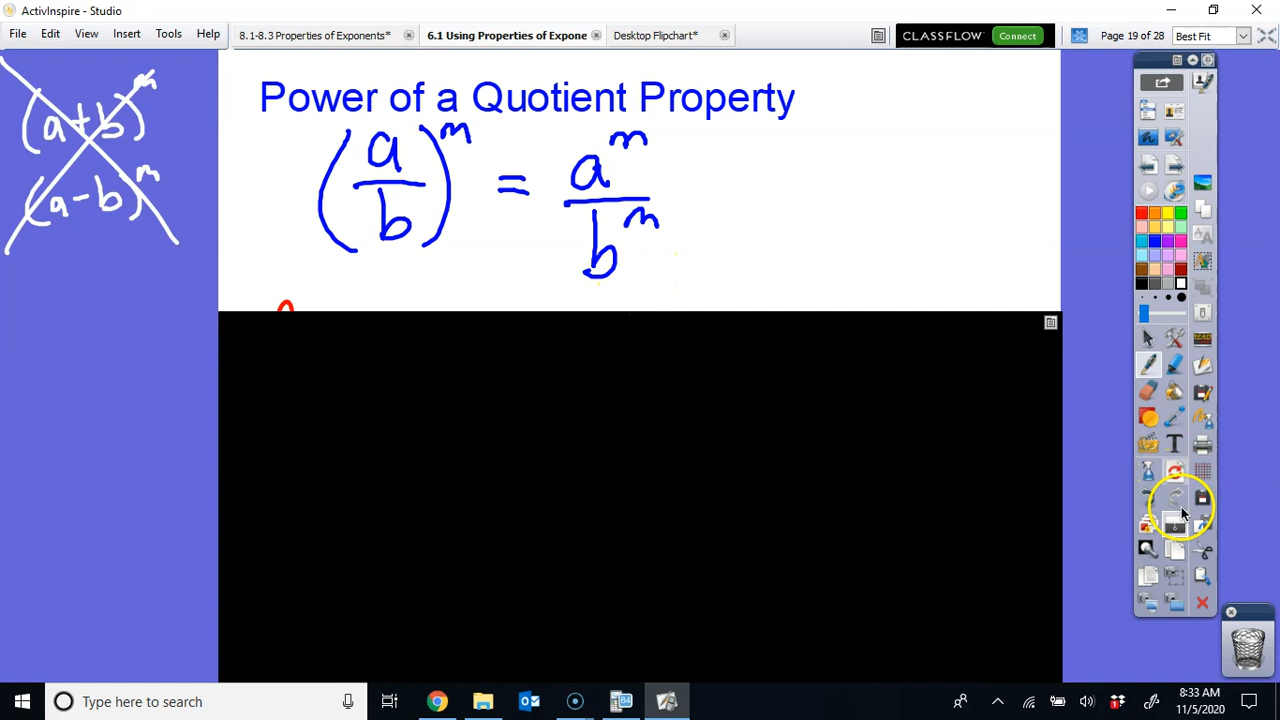 ActivInspire - Studio
File Edit View Insert Tools Help
8.1-8.3 Properties of Exponents*
6.1 Using Properties of Expone
Desktop Flipchart*
CLASSFLOW Connect
Page 19 of 28
Best Fit
(a+b)^m
(a-b)^m
Power of a Quotient Property
(a/b)^m = a^m/b^m
Type here to search
8:33 AM
11/5/2020